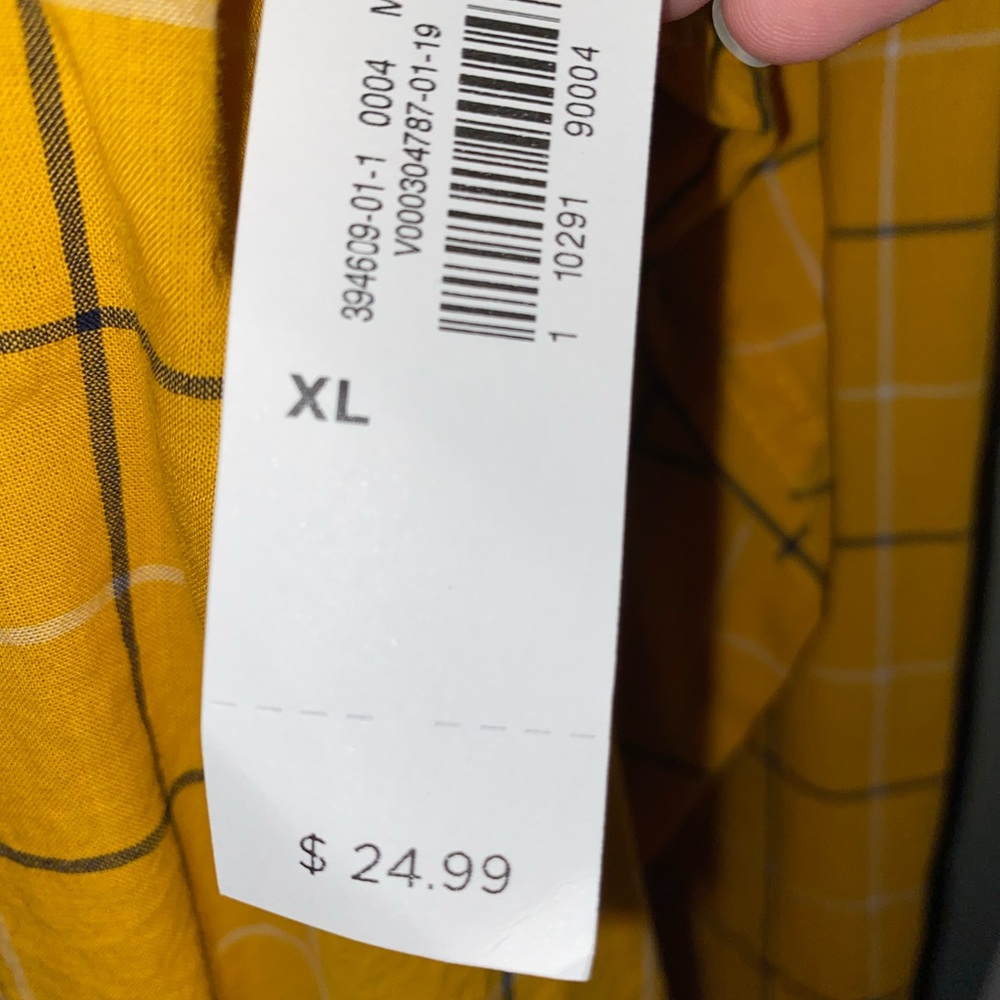 394609-01-1 0004
V000304787-01-19
1 10291 90004
XL
$ 24.99